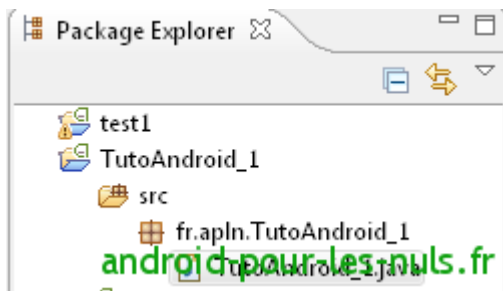 Package Explorer
test1
TutoAndroid_1
src
fr.apln.TutoAndroid_1
TutoAndroid_1.java
android-pour-les-nuls.fr